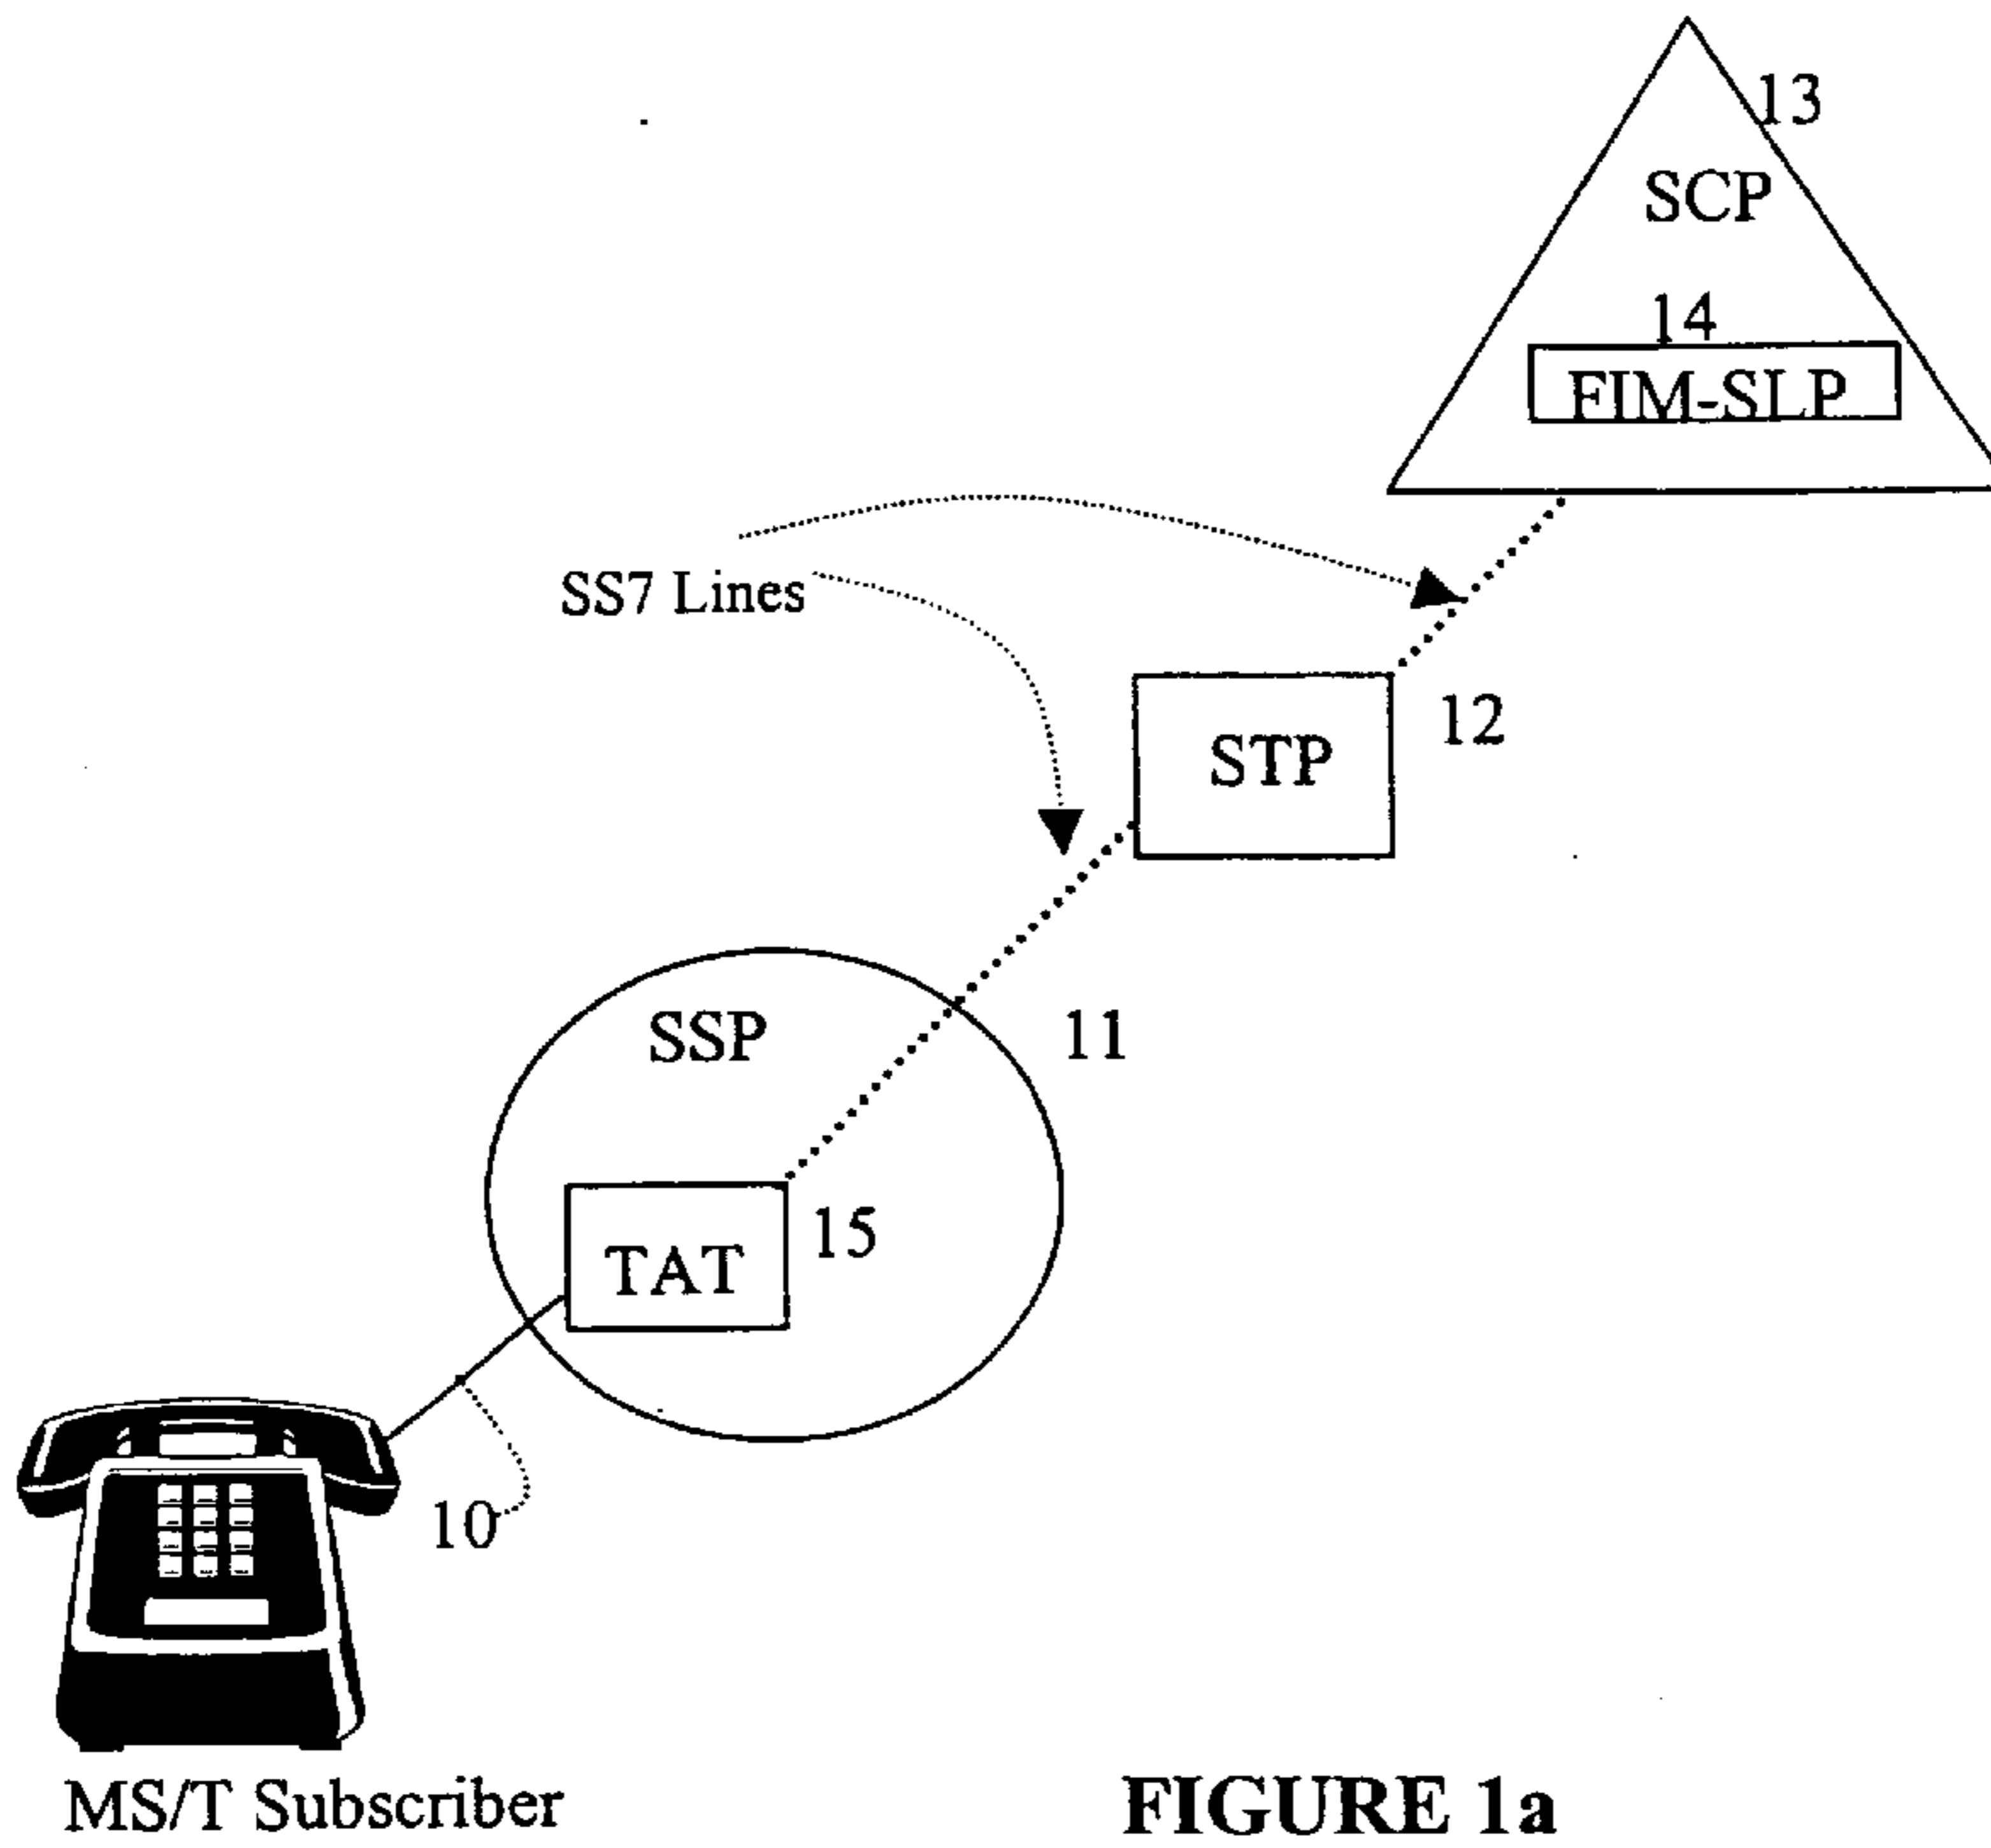 13
SCP
14
FIM-SLP
SS7 Lines
12
STP
SSP
11
15
TAT
10
MS/T Subscriber
FIGURE 1a